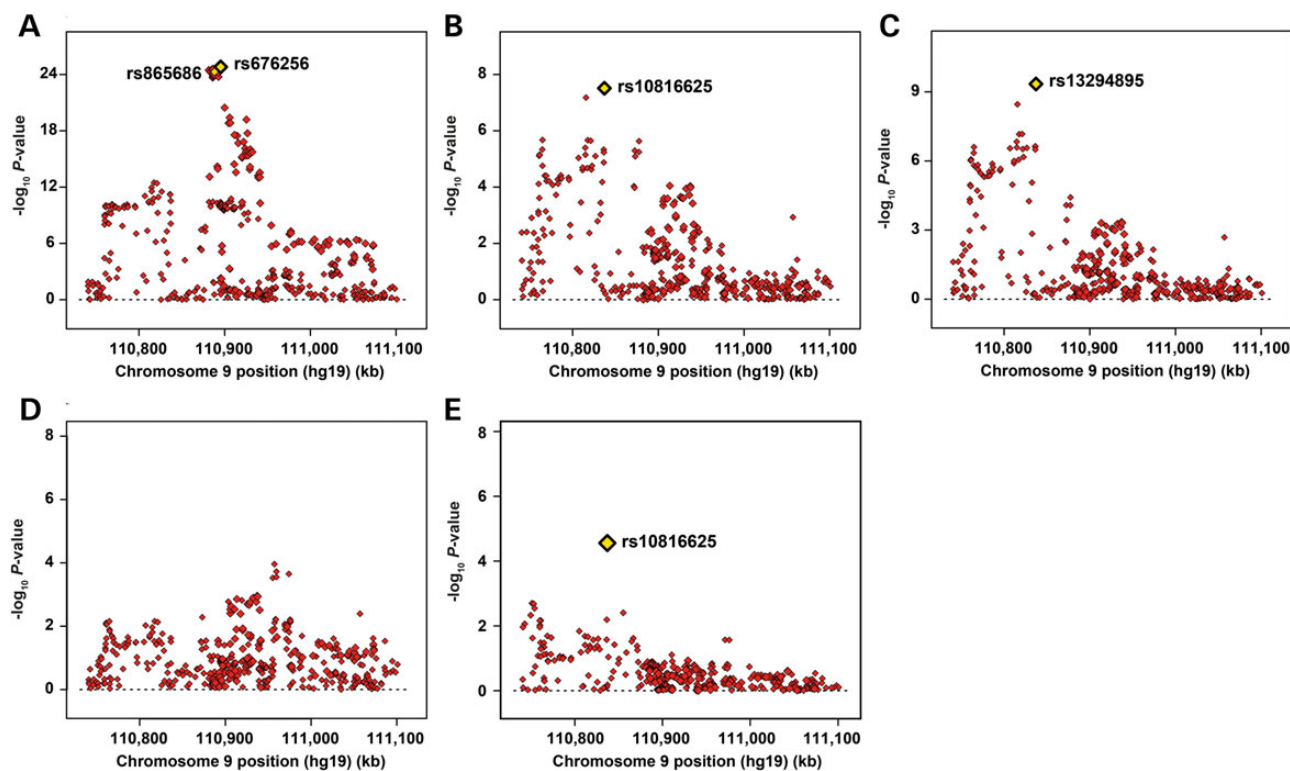 A
-log10 P-value
24
18
12
6
0
rs865686
rs676256
110,800 110,900 111,000 111,100
Chromosome 9 position (hg19) (kb)
B
-log10 P-value
8
6
4
2
0
rs10816625
110,800 110,900 111,000 111,100
Chromosome 9 position (hg19) (kb)
C
-log10 P-value
9
6
3
0
rs13294895
110,800 110,900 111,000 111,100
Chromosome 9 position (hg19) (kb)
D
-log10 P-value
8
6
4
2
0
110,800 110,900 111,000 111,100
Chromosome 9 position (hg19) (kb)
E
-log10 P-value
8
6
4
2
0
rs10816625
110,800 110,900 111,000 111,100
Chromosome 9 position (hg19) (kb)